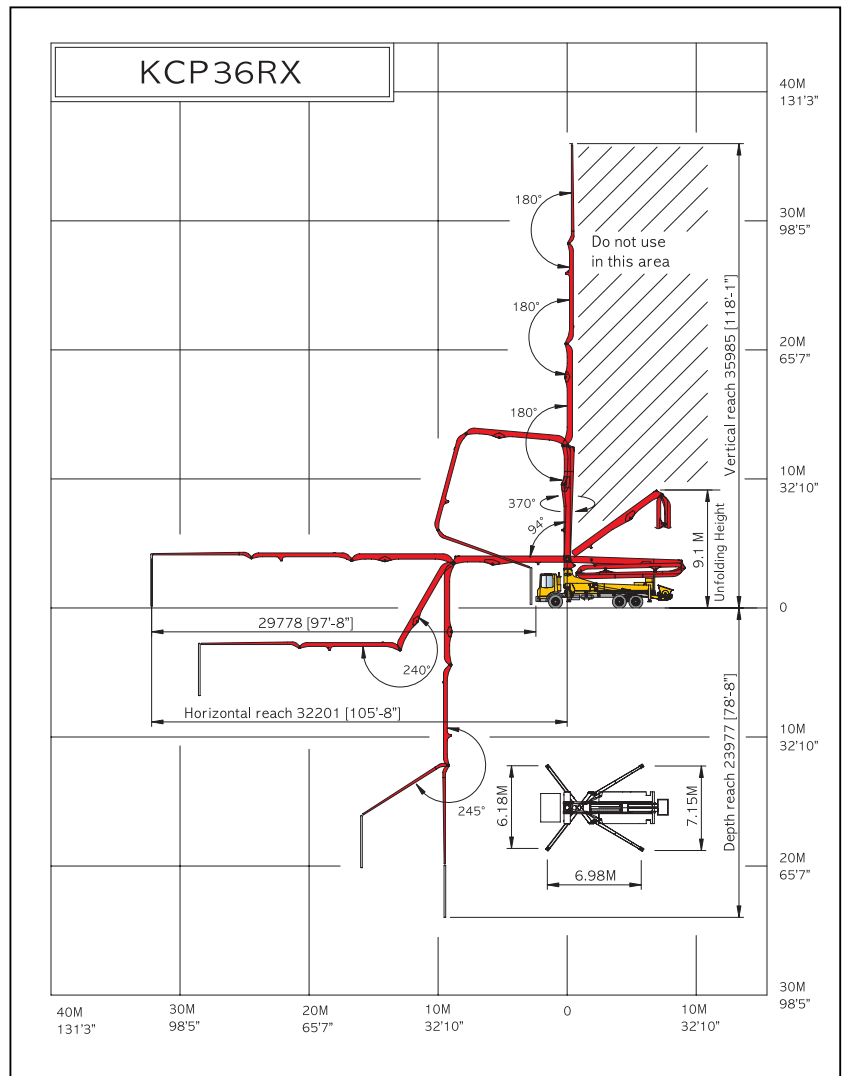 KCP36RX
40M
131'3"
180°
30M
98'5"
Do not use
in this area
180°
Vertical reach 35985 [118'-1"]
20M
65'7"
180°
10M
32'10"
370°
94°
9.1 M
Unfolding Height
0
29778 [97'-8"]
240°
Horizontal reach 32201 [105'-8"]
10M
32'10"
Depth reach 23977 [78'-8"]
245°
6.18M
7.15M
6.98M
20M
65'7"
30M
98'5"
40M
131'3"
30M
98'5"
20M
65'7"
10M
32'10"
0
10M
32'10"